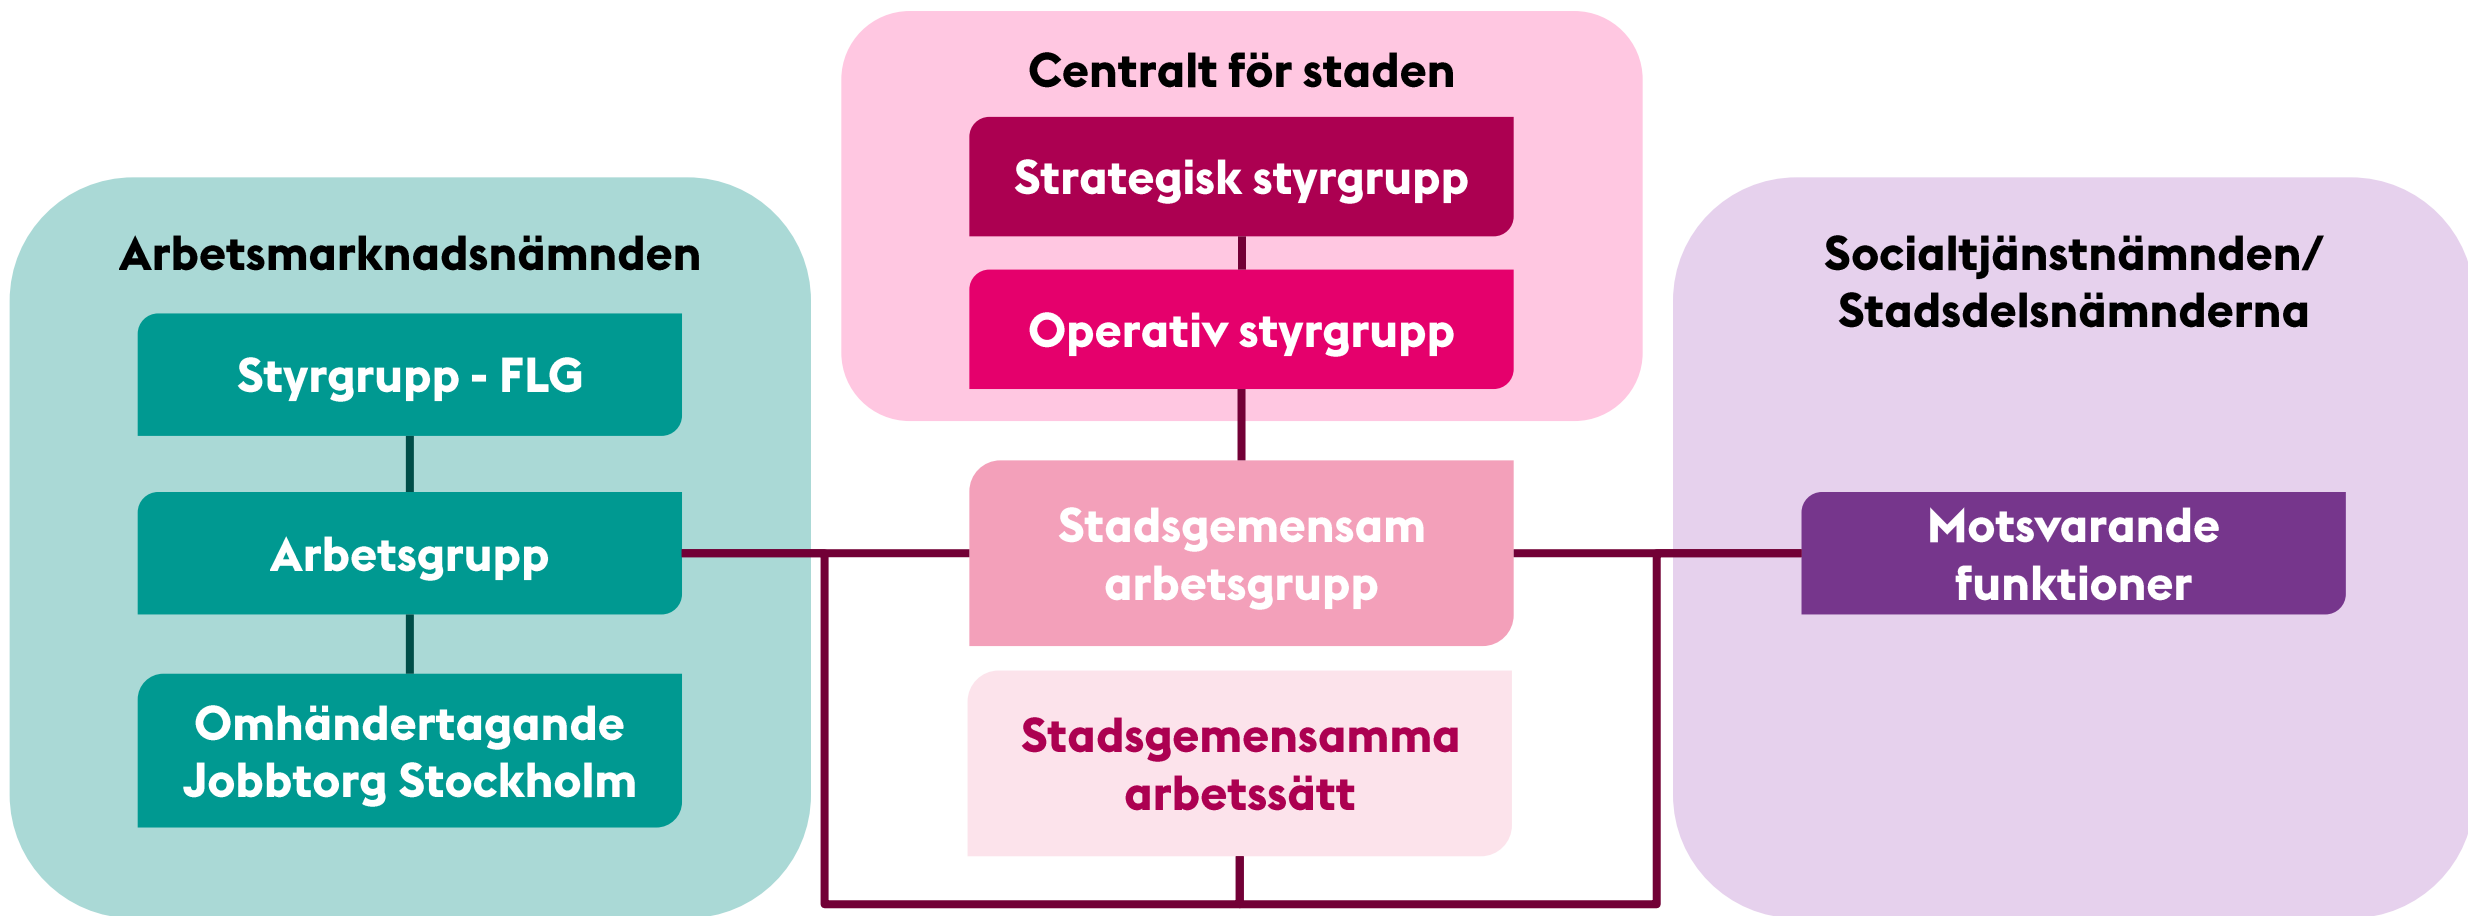 Centralt för staden
Strategisk styrgrupp
Operativ styrgrupp
Arbetsmarknadsnämnden
Styrgrupp - FLG
Arbetsgrupp
Omhändertagande
Jobbtorg Stockholm
Stadsgemensam
arbetsgrupp
Stadsgemensamma
arbetssätt
Socialtjänstnämnden/
Stadsdelsnämnderna
Motsvarande
funktioner